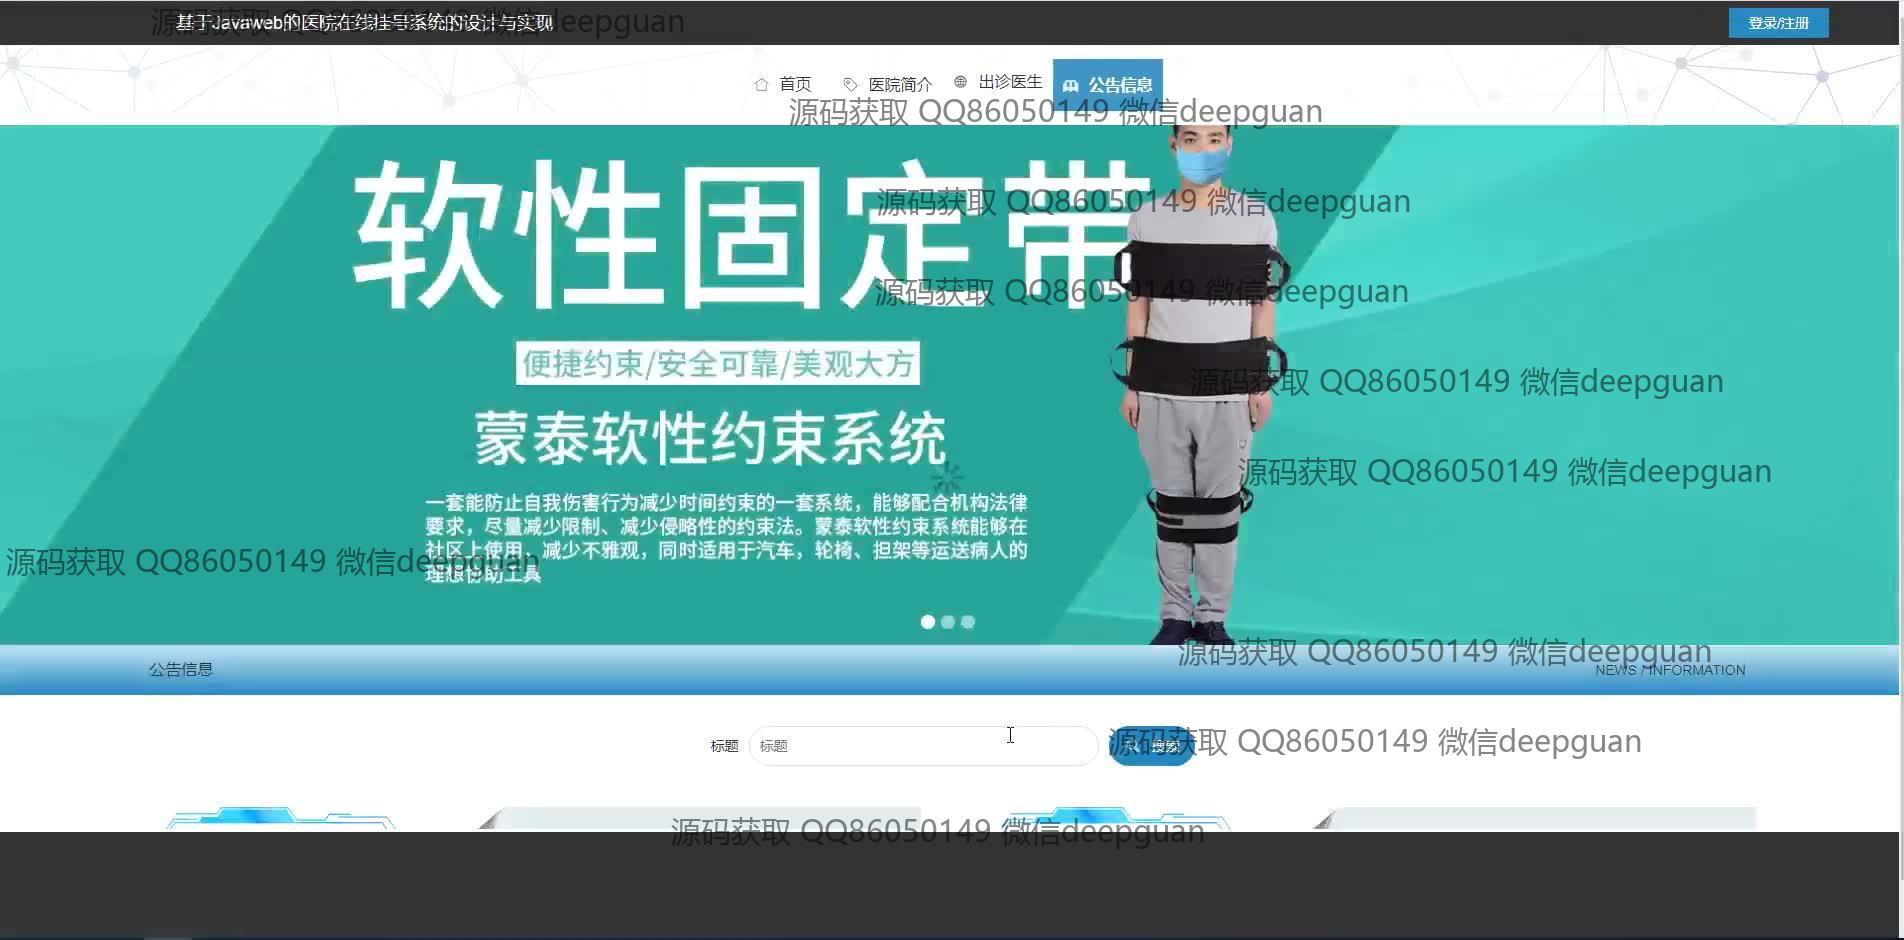 基于Javaweb的医院在线挂号系统的设计与实现
登录/注册
源码获取 QQ86050149 微信deepguan
首页
医院简介
出诊医生
公告信息
源码获取 QQ86050149 微信deepguan
软性固定带
源码获取 QQ86050149 微信deepguan
源码获取 QQ86050149 微信deepguan
便捷约束/安全可靠/美观大方
源码获取 QQ86050149 微信deepguan
蒙泰软性约束系统
源码获取 QQ86050149 微信deepguan
一套能防止自我伤害行为减少时间约束的一套系统，能够配合机构法律
要求，尽量减少限制、减少侵略性的约束法。蒙泰软性约束系统能够在
社区上使用，减少不雅观，同时适用于汽车，轮椅、担架等运送病人的
理想协助工具
源码获取 QQ86050149 微信deepguan
源码获取 QQ86050149 微信deepguan
公告信息
NEWS / INFORMATION
标题
标题
搜索
源码获取 QQ86050149 微信deepguan
源码获取 QQ86050149 微信deepguan